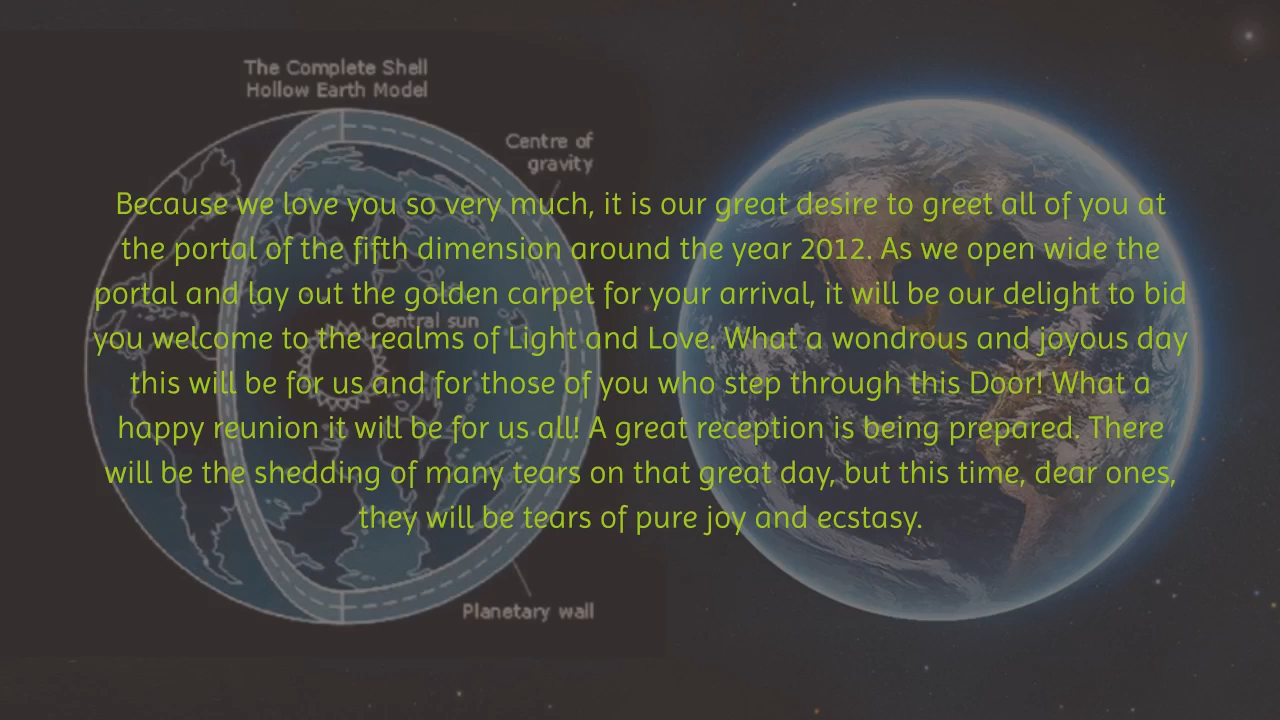 The Complete Shell
Hollow Earth Model
Centre of
gravity
Because we love you so very much, it is our great desire to greet all of you at
the portal of the fifth dimension around the year 2012. As we open wide the
portal and lay out the golden carpet for your arrival, it will be our delight to bid
Central sun
you welcome to the realms of Light and Love. What a wondrous and joyous day
this will be for us and for those of you who step through this Door! What a
happy reunion it will be for us all! A great reception is being prepared. There
will be the shedding of many tears on that great day, but this time, dear ones,
they will be tears of pure joy and ecstasy.
Planetary wall